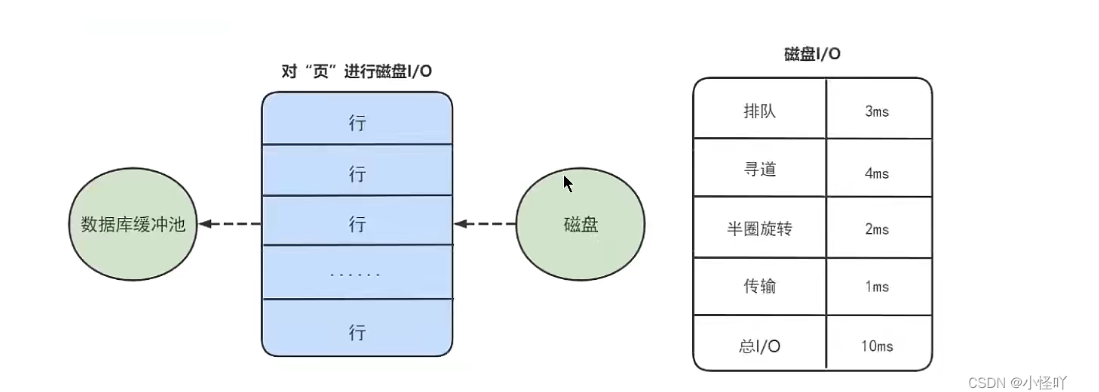 对“页”进行磁盘I/O
行
行
行
......
行
数据库缓冲池
磁盘
磁盘I/O
排队 3ms
寻道 4ms
半圈旋转 2ms
传输 1ms
总I/O 10ms
CSDN @小怪吖